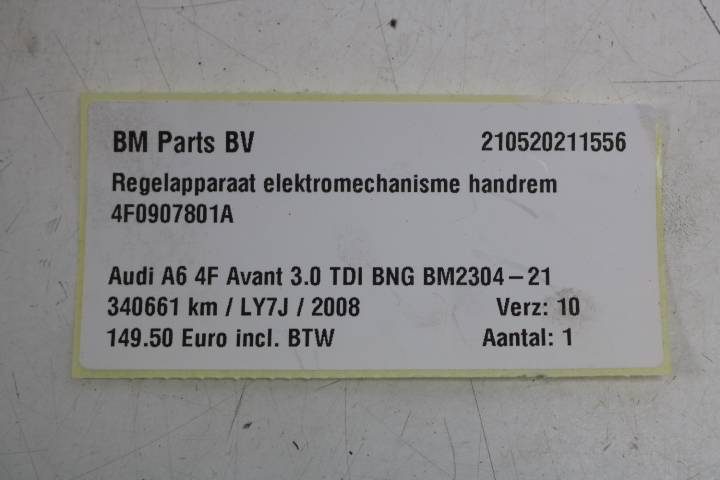 BM Parts BV 210520211556
Regelapparaat elektromechanisme handrem
4F0907801A
Audi A6 4F Avant 3.0 TDI BNG BM2304-21
340661 km / LY7J / 2008 Verz: 10
149.50 Euro incl. BTW Aantal: 1